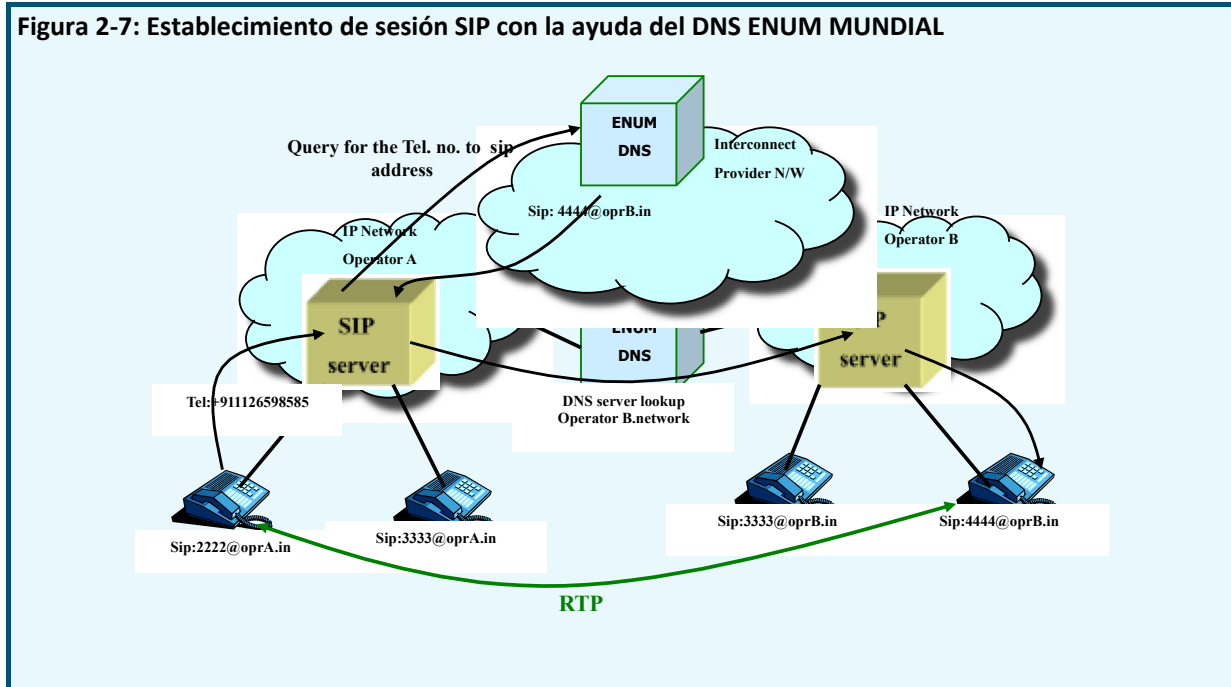 Figura 2-7: Establecimiento de sesión SIP con la ayuda del DNS ENUM MUNDIAL
ENUM
DNS
Query for the Tel. no. to sip
address
Interconnect
Provider N/W
Sip: 4444@oprB.in
IP Network
Operator A
IP Network
Operator B
SIP
server
ENUM
DNS
server
Tel:+911126598585
DNS server lookup
Operator B.network
Sip:2222@oprA.in
Sip:3333@oprA.in
Sip:3333@oprB.in
Sip:4444@oprB.in
RTP